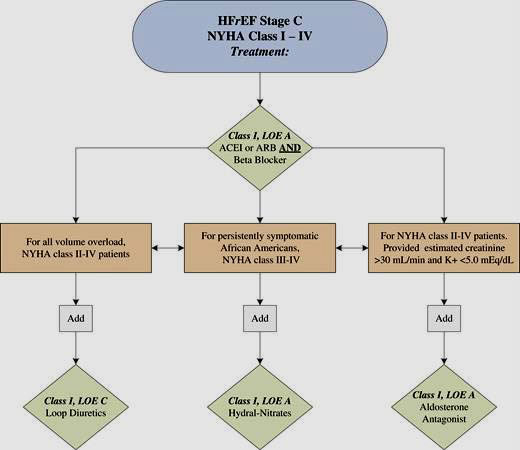 HFrEF Stage C
NYHA Class I – IV
Treatment:
Class I, LOE A
ACEI or ARB AND
Beta Blocker
For all volume overload,
NYHA class II-IV patients
For persistently symptomatic
African Americans,
NYHA class III-IV
For NYHA class II-IV patients.
Provided estimated creatinine
>30 mL/min and K+ <5.0 mEq/dL
Add
Add
Add
Class I, LOE C
Loop Diuretics
Class I, LOE A
Hydral-Nitrates
Class I, LOE A
Aldosterone
Antagonist